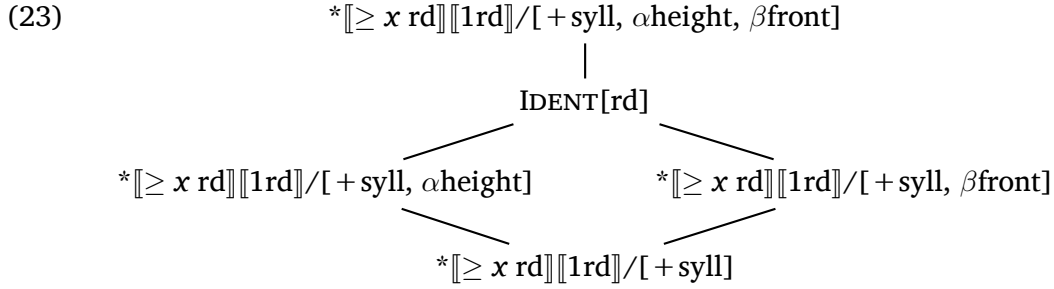 (23) *⟦≥ x rd⟧⟦1rd⟧/[+syll, αheight, βfront]
IDENT[rd]
*⟦≥ x rd⟧⟦1rd⟧/[+syll, αheight] *⟦≥ x rd⟧⟦1rd⟧/[+syll, βfront]
*⟦≥ x rd⟧⟦1rd⟧/[+syll]